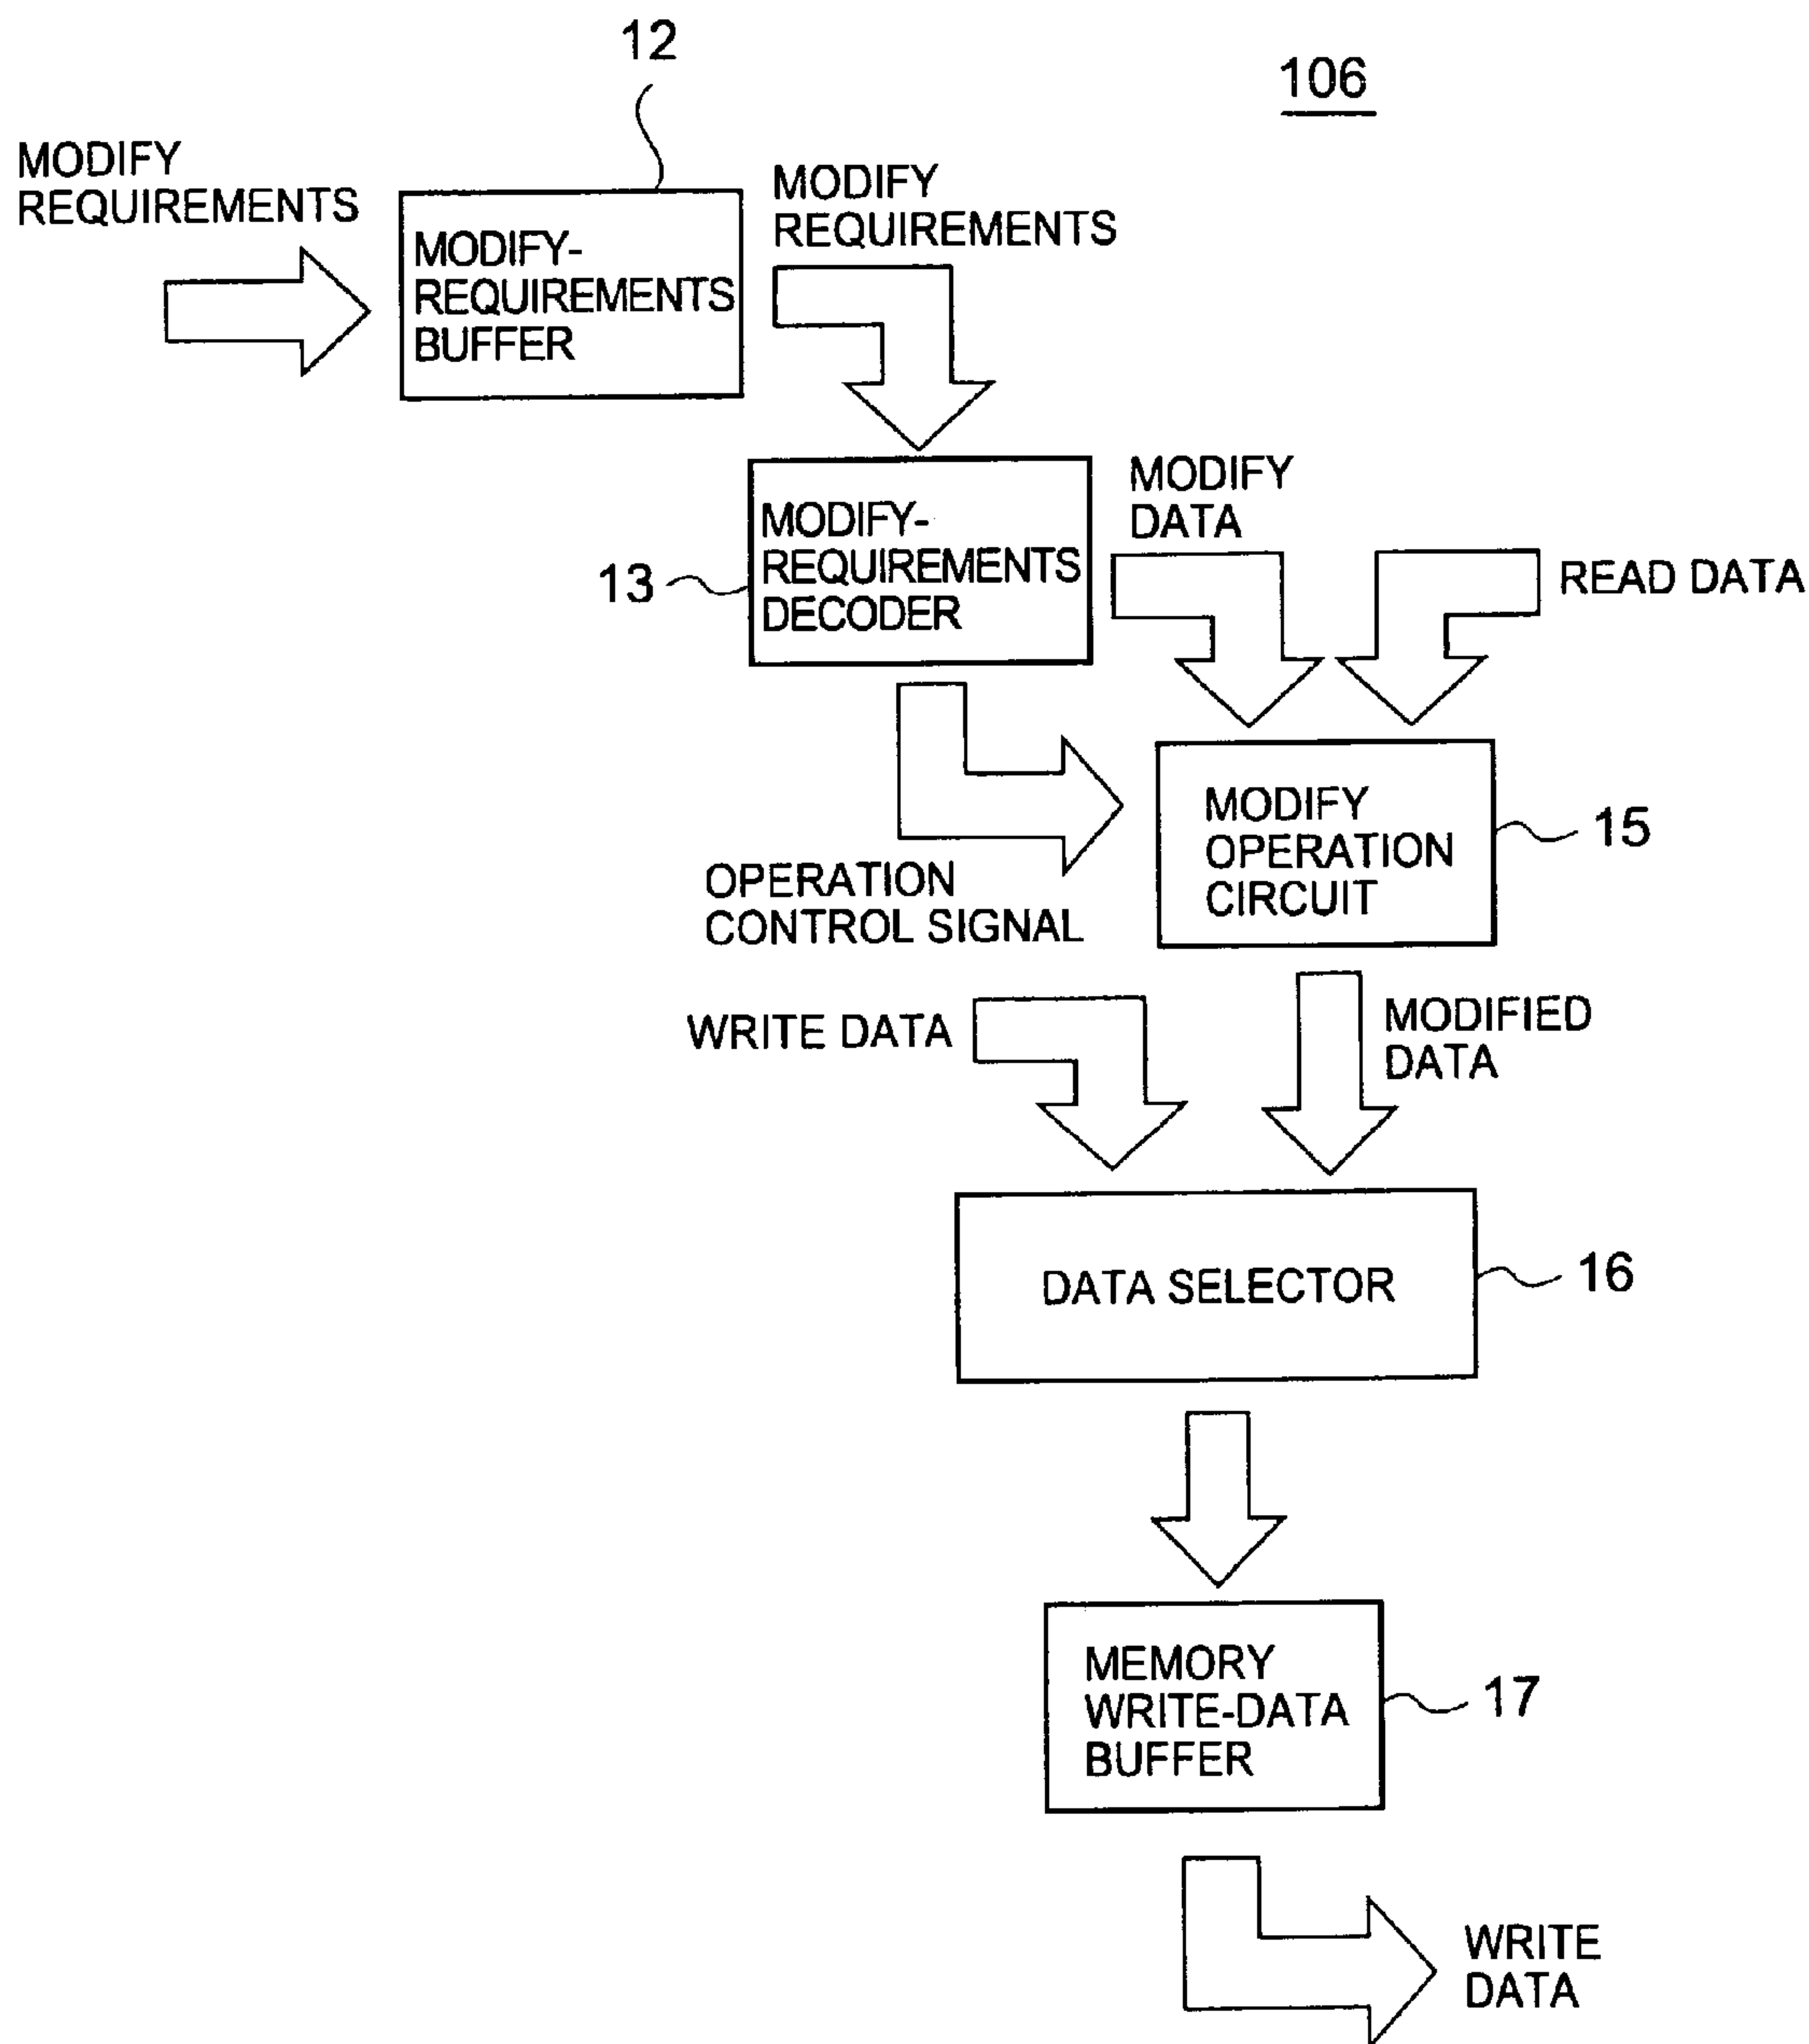 12
106
MODIFY
REQUIREMENTS
MODIFY-
REQUIREMENTS
BUFFER
MODIFY
REQUIREMENTS
13
MODIFY-
REQUIREMENTS
DECODER
MODIFY
DATA
READ DATA
OPERATION
CONTROL SIGNAL
MODIFY
OPERATION
CIRCUIT
15
WRITE DATA
MODIFIED
DATA
DATA SELECTOR
16
MEMORY
WRITE-DATA
BUFFER
17
WRITE
DATA